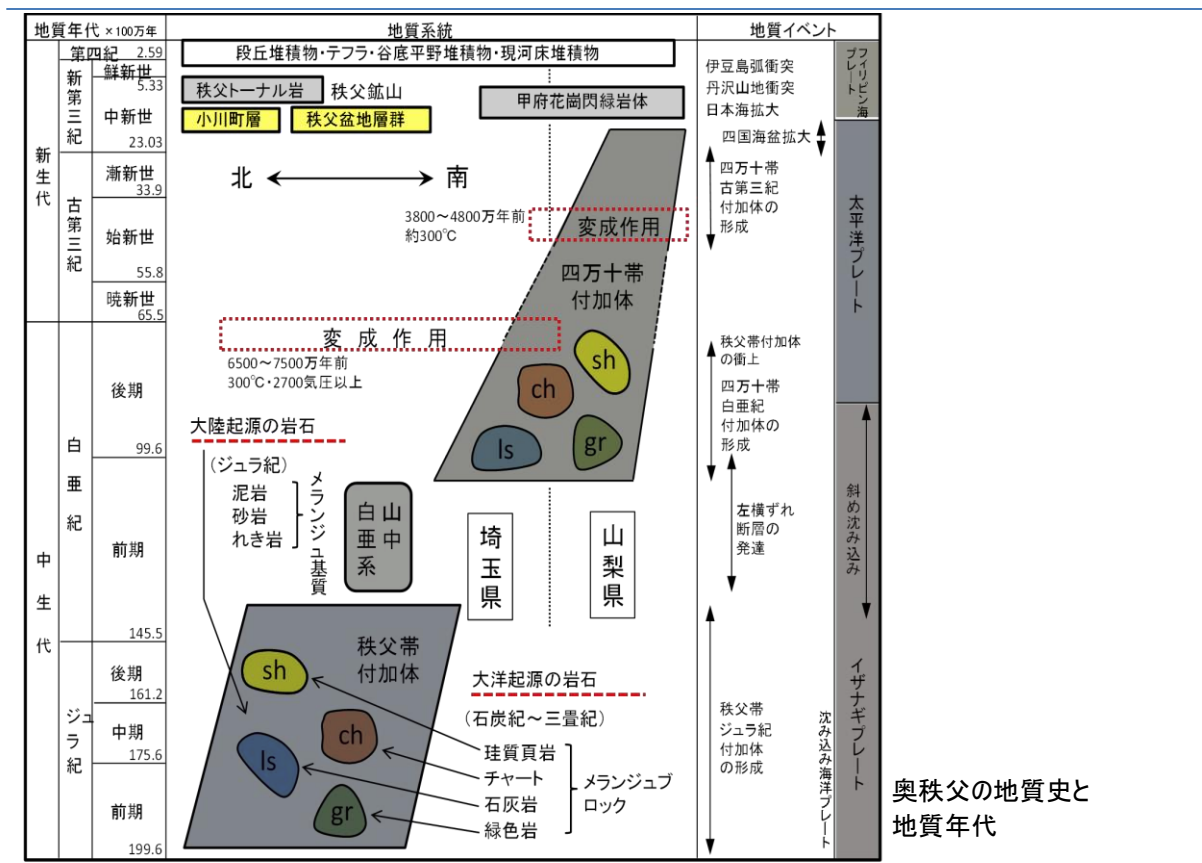 地質年代 ×100万年
地質系統
地質イベント
新生代
第四紀 2.59
新第三紀
鮮新世
5.33
中新世
23.03
古第三紀
漸新世
33.9
始新世
55.8
暁新世
65.5
中生代
白亜紀
後期
99.6
前期
145.5
ジュラ紀
後期
161.2
中期
175.6
前期
199.6
段丘堆積物・テフラ・谷底平野堆積物・現河床堆積物
秩父トーナル岩
秩父鉱山
甲府花崗閃緑岩体
小川町層
秩父盆地層群
北
南
3800～4800万年前
約300℃
変成作用
四万十帯
付加体
sh
ch
ls
gr
変成作用
6500～7500万年前
300℃・2700気圧以上
大陸起源の岩石
(ジュラ紀)
泥岩
砂岩
れき岩
メランジュ基質
山中
白亜系
埼玉県
山梨県
秩父帯
付加体
sh
ch
ls
gr
大洋起源の岩石
(石炭紀～三畳紀)
珪質頁岩
チャート
石灰岩
緑色岩
メランジュブ
ロック
伊豆島弧衝突
丹沢山地衝突
日本海拡大
四国海盆拡大
四万十帯
古第三紀
付加体の
形成
秩父帯付加体
の衝上
四万十帯
白亜紀
付加体の
形成
左横ずれ
断層の
発達
秩父帯
ジュラ紀
付加体
の形成
フィリピン海
プレート
太平洋プレート
斜め沈み込み
イザナギプレート
沈み込み海洋プレート
奥秩父の地質史と
地質年代